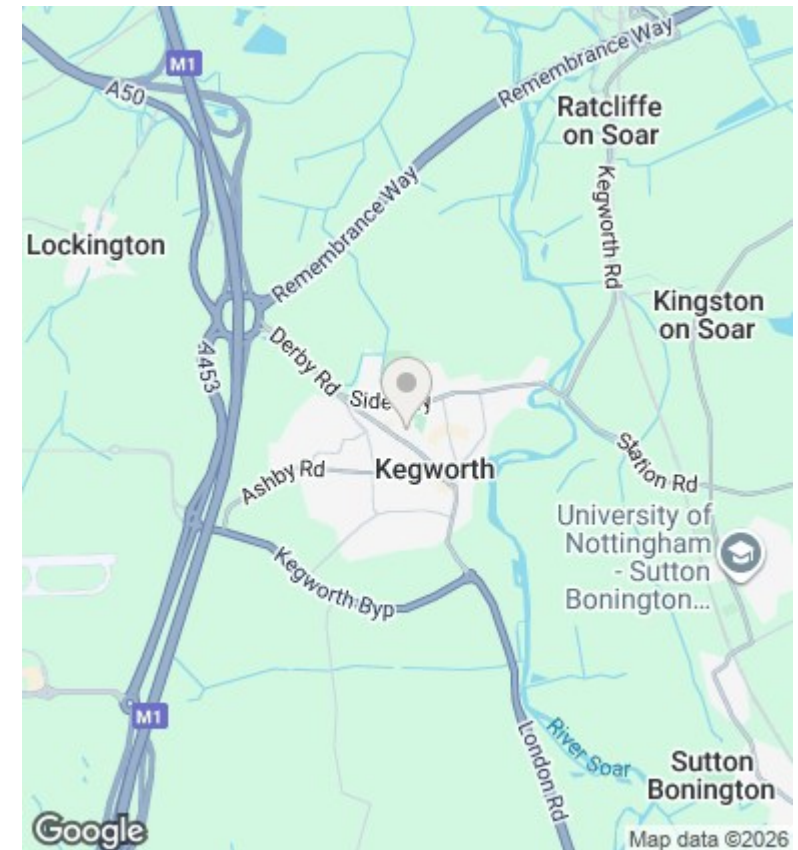 M1
A50
Remembrance Way
Ratcliffe
on Soar
Kegworth Rd
Lockington
Remembrance Way
Kingston
on Soar
A453
Derby Rd
Ashby Rd
Kegworth
Station Rd
University of
Nottingham
- Sutton
Bonington...
Kegworth Byp
M1
London Rd
River Soar
Sutton
Bonington
Google
Map data ©2026